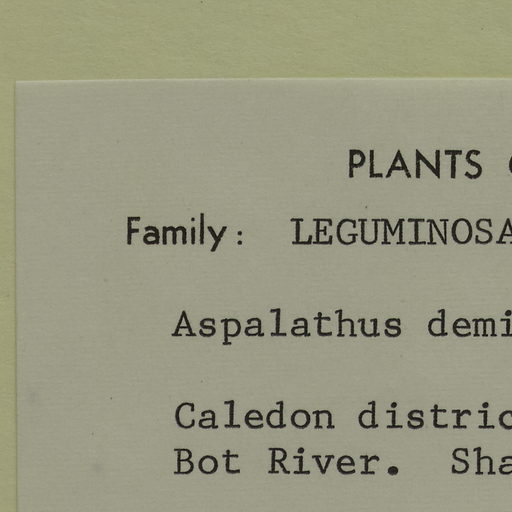 PLANTS
Family: LEGUMINOSA
Aspalathus demi
Caledon distric
Bot River. Sha